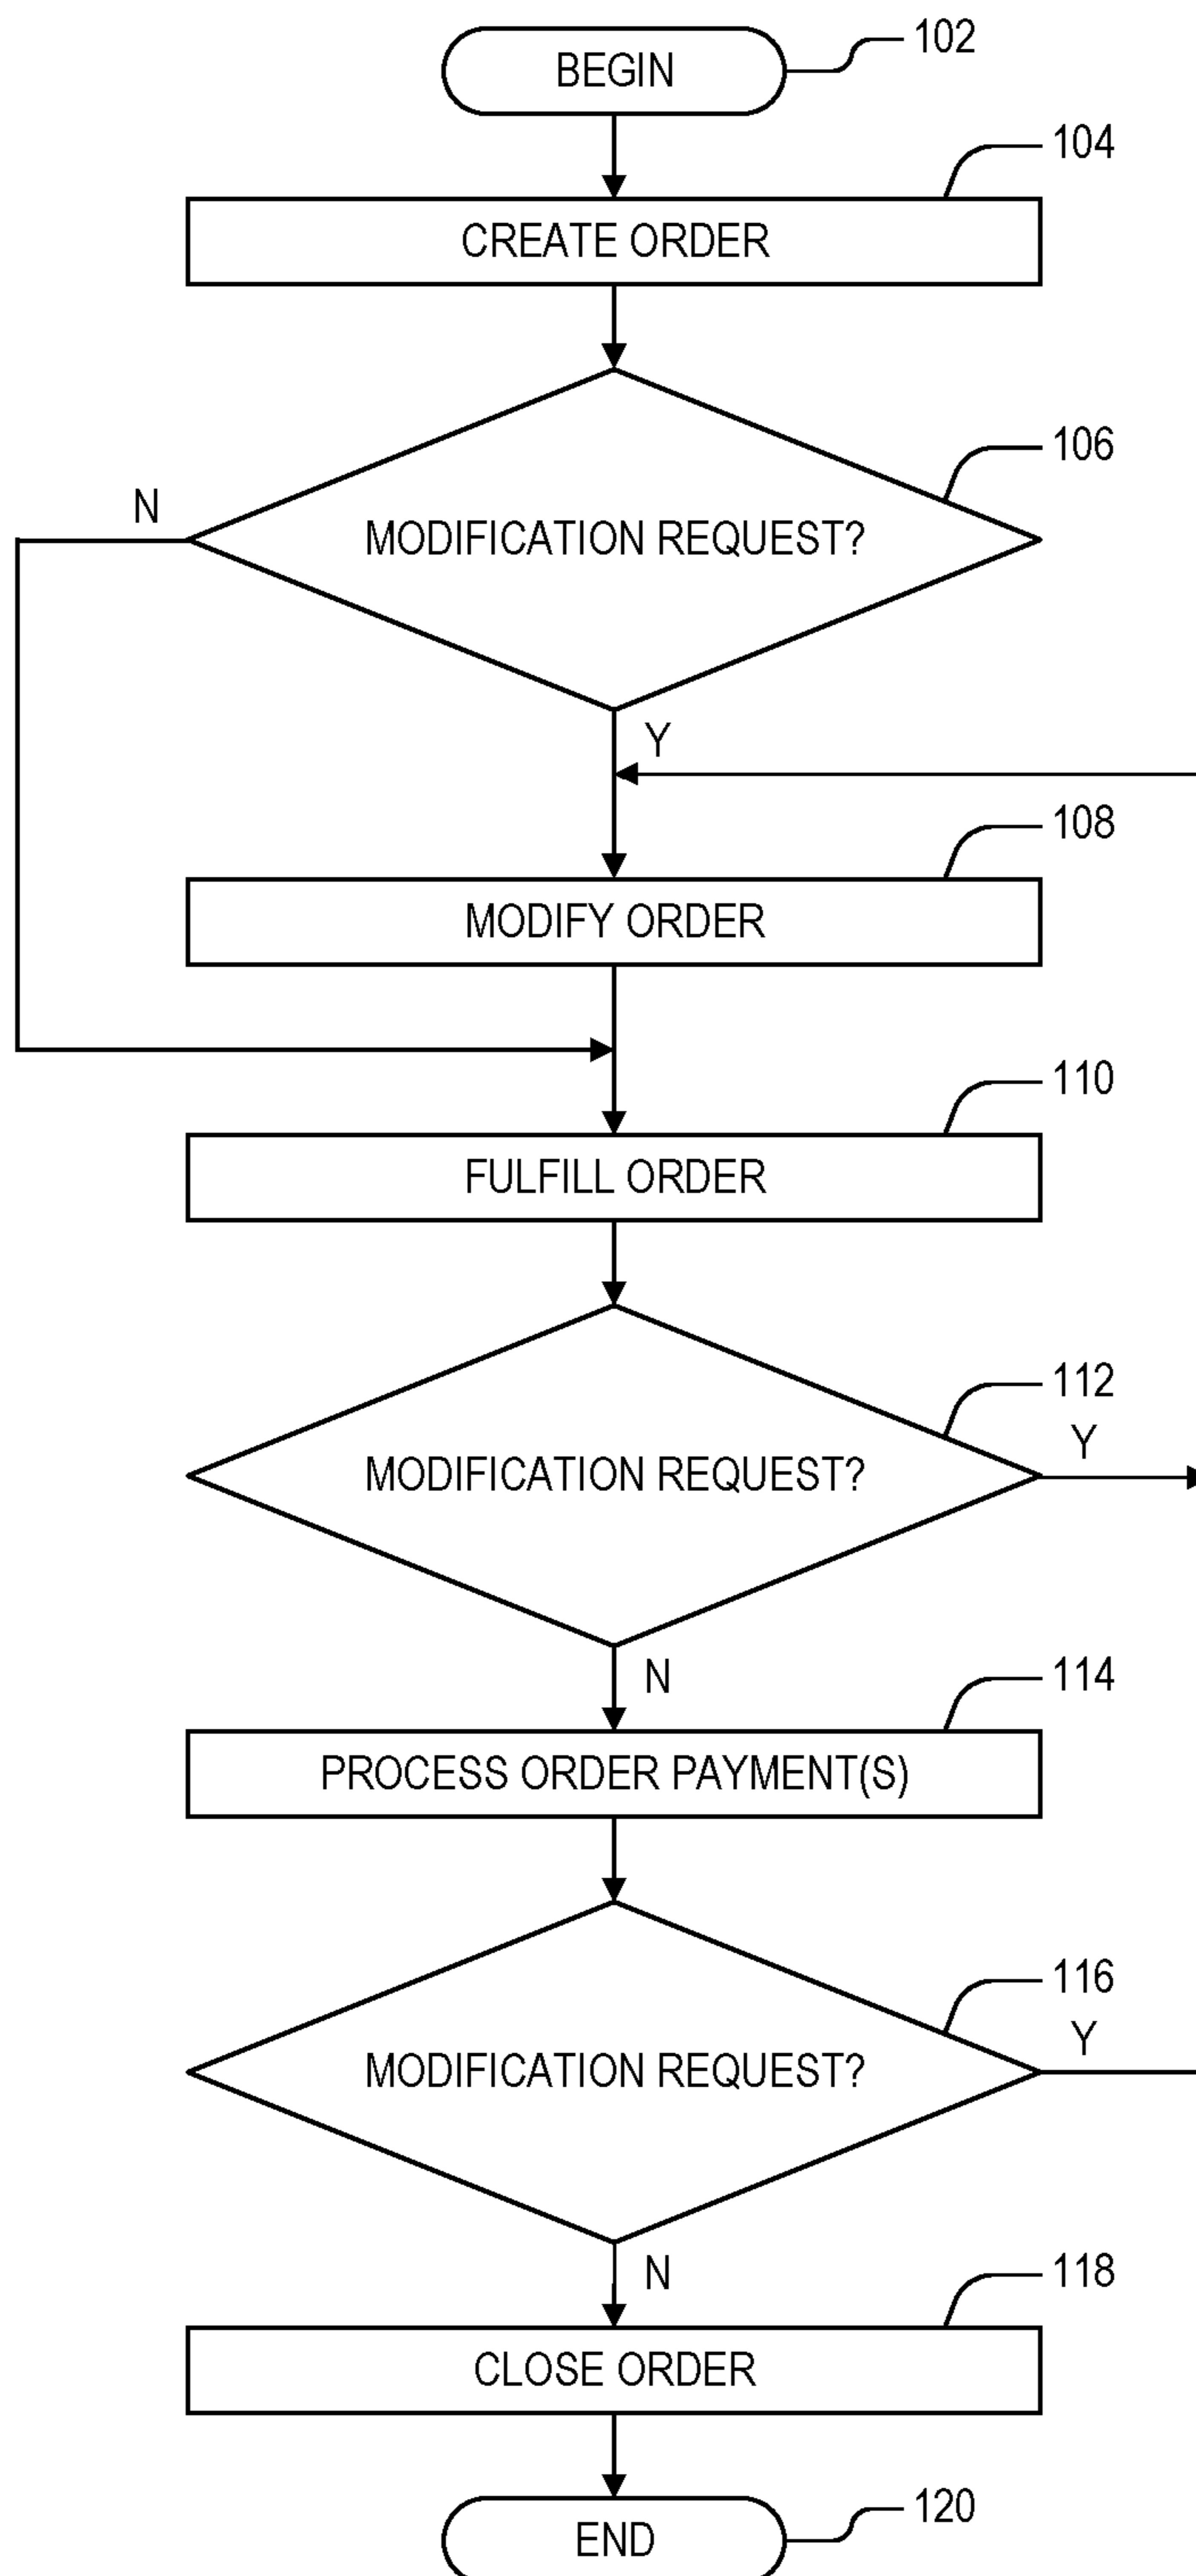 BEGIN
102
104
CREATE ORDER
106
N
MODIFICATION REQUEST?
Y
108
MODIFY ORDER
110
FULFILL ORDER
112
Y
MODIFICATION REQUEST?
N
114
PROCESS ORDER PAYMENT(S)
116
Y
MODIFICATION REQUEST?
N
118
CLOSE ORDER
120
END